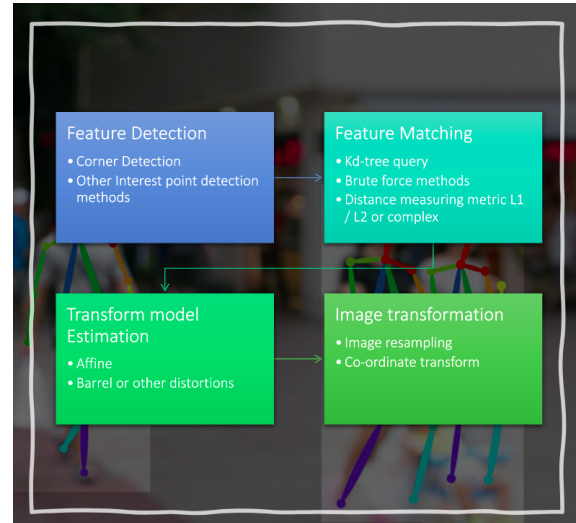 Feature Detection
• Corner Detection
• Other Interest point detection
methods
Feature Matching
• Kd-tree query
• Brute force methods
• Distance measuring metric L1
/ L2 or complex
Transform model
Estimation
• Affine
• Barrel or other distortions
Image transformation
• Image resampling
• Co-ordinate transform